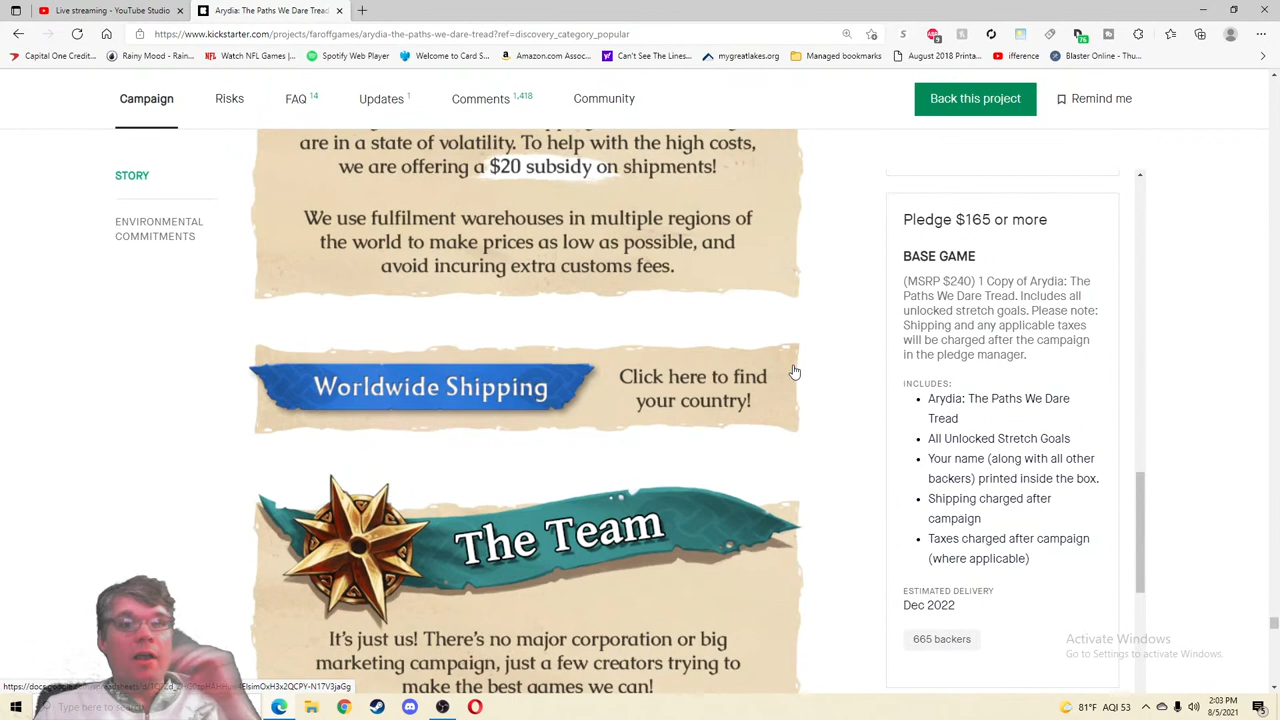 Live streaming - YouTube Studio
Arydia: The Paths We Dare Tread
https://www.kickstarter.com/projects/faroffgames/arydia-the-paths-we-dare-tread?ref=discovery_category_popular
Capital One Credit...
Rainy Mood - Rain...
NFL Watch NFL Games |...
Spotify Web Player
Welcome to Card S...
Amazon.com Assoc...
Can't See The Lines...
mygreatlakes.org
Managed bookmarks
August 2018 Printa...
ifference
Blaster Online - Thu...
Campaign
Risks
FAQ 14
Updates 1
Comments 1,418
Community
Back this project
Remind me
STORY
ENVIRONMENTAL
COMMITMENTS
are in a state of volatility. To help with the high costs,
we are offering a $20 subsidy on shipments!
We use fulfilment warehouses in multiple regions of
the world to make prices as low as possible, and
avoid incuring extra customs fees.
Worldwide Shipping
Click here to find
your country!
The Team
It's just us! There's no major corporation or big
marketing campaign, just a few creators trying to
make the best games we can!
Pledge $165 or more
BASE GAME
(MSRP $240) 1 Copy of Arydia: The
Paths We Dare Tread. Includes all
unlocked stretch goals. Please note:
Shipping and any applicable taxes
will be charged after the campaign
in the pledge manager.
INCLUDES:
Arydia: The Paths We Dare
Tread
All Unlocked Stretch Goals
Your name (along with all other
backers) printed inside the box.
Shipping charged after
campaign
Taxes charged after campaign
(where applicable)
ESTIMATED DELIVERY
Dec 2022
665 backers
Activate Windows
Go to Settings to activate Windows.
Type here to search
81°F AQI 53
2:03 PM
8/5/2021